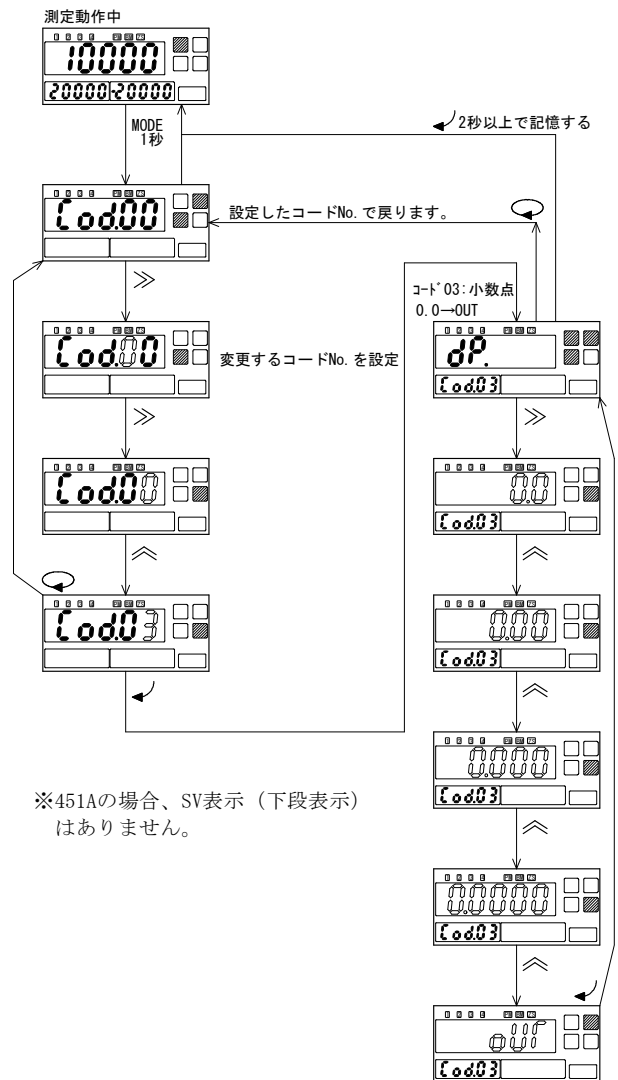 測定動作中
10000
20000 -20000
MODE
1秒
2秒以上で記憶する
Cod.00
設定したコードNo.で戻ります。
コード03:小数点
0.0→OUT
Cod.00
変更するコードNo.を設定
dP.
Cod.03
Cod.00
0.0
Cod.03
Cod.03
0.00
Cod.03
0.000
Cod.03
※451Aの場合、SV表示（下段表示）
はありません。
0.0000
Cod.03
oUT
Cod.03